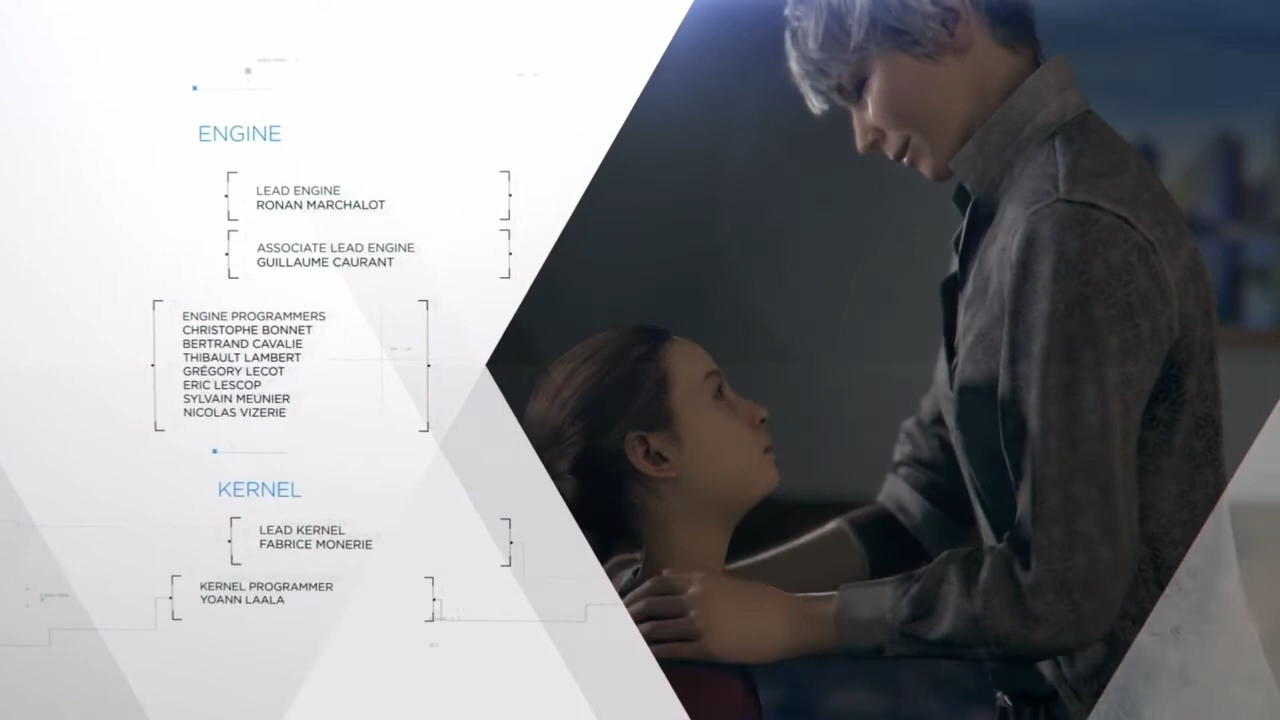 ENGINE
LEAD ENGINE
RONAN MARCHALOT
ASSOCIATE LEAD ENGINE
GUILLAUME CAURANT
ENGINE PROGRAMMERS
CHRISTOPHE BONNET
BERTRAND CAVALIE
THIBAULT LAMBERT
GRÉGORY LECOT
ERIC LESCOP
SYLVAIN MEUNIER
NICOLAS VIZERIE
KERNEL
LEAD KERNEL
FABRICE MONERIE
KERNEL PROGRAMMER
YOANN LAALA